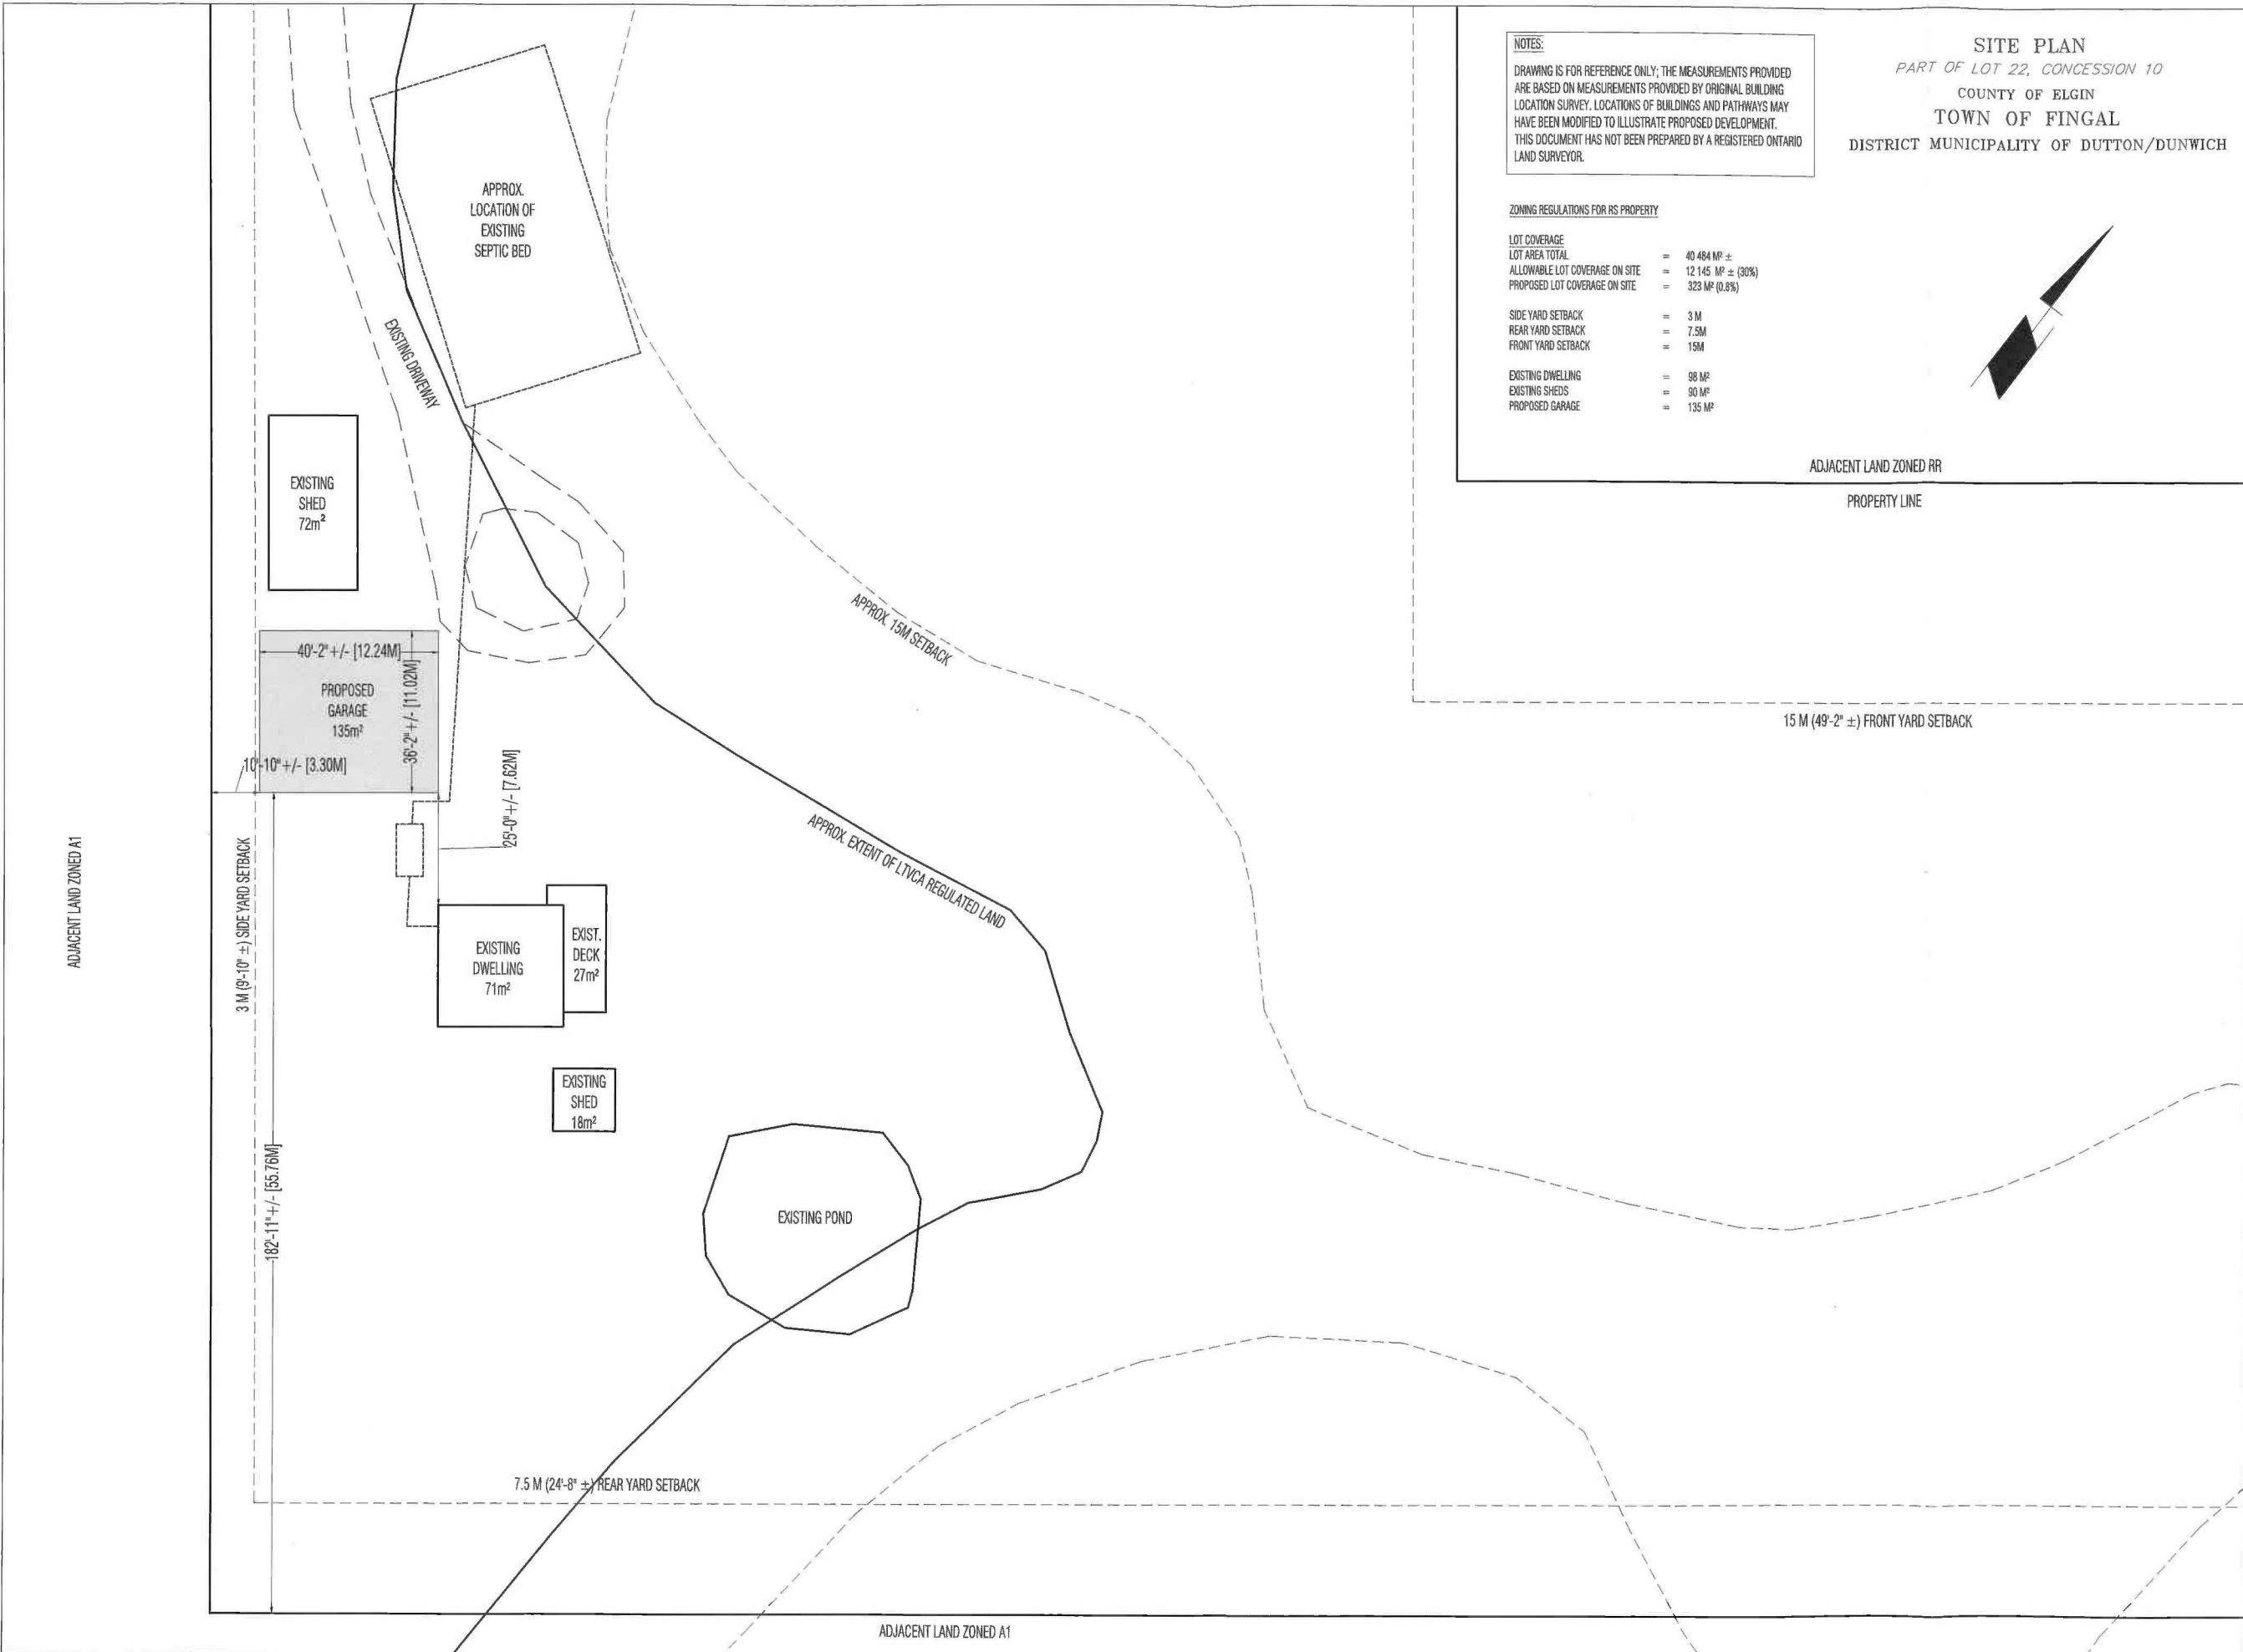 NOTES:
DRAWING IS FOR REFERENCE ONLY; THE MEASUREMENTS PROVIDED
ARE BASED ON MEASUREMENTS PROVIDED BY ORIGINAL BUILDING
LOCATION SURVEY. LOCATIONS OF BUILDINGS AND PATHWAYS MAY
HAVE BEEN MODIFIED TO ILLUSTRATE PROPOSED DEVELOPMENT.
THIS DOCUMENT HAS NOT BEEN PREPARED BY A REGISTERED ONTARIO
LAND SURVEYOR.
SITE PLAN
PART OF LOT 22, CONCESSION 10
COUNTY OF ELGIN
TOWN OF FINGAL
DISTRICT MUNICIPALITY OF DUTTON/DUNWICH
ZONING REGULATIONS FOR RS PROPERTY
LOT COVERAGE
LOT AREA TOTAL = 40 484 M² ±
ALLOWABLE LOT COVERAGE ON SITE = 12 145 M² ± (30%)
PROPOSED LOT COVERAGE ON SITE = 323 M² (0.8%)
SIDE YARD SETBACK = 3 M
REAR YARD SETBACK = 7.5M
FRONT YARD SETBACK = 15M
EXISTING DWELLING = 98 M²
EXISTING SHEDS = 90 M²
PROPOSED GARAGE = 135 M²
ADJACENT LAND ZONED RR
PROPERTY LINE
15 M (49'-2" ±) FRONT YARD SETBACK
APPROX.
LOCATION OF
EXISTING
SEPTIC BED
EXISTING DRIVEWAY
EXISTING
SHED
72m²
40'-2" +/- [12.24M]
PROPOSED
GARAGE
135m²
36'-2" +/- [11.02M]
10'-10" +/- [3.30M]
25'-0" +/- [7.62M]
APPROX. 15M SETBACK
APPROX. EXTENT OF LTVCA REGULATED LAND
ADJACENT LAND ZONED A1
3 M (9'-10" ±) SIDE YARD SETBACK
EXISTING
DWELLING
71m²
EXIST.
DECK
27m²
EXISTING
SHED
18m²
182'-11" +/- [55.76M]
EXISTING POND
7.5 M (24'-8" ±) REAR YARD SETBACK
ADJACENT LAND ZONED A1